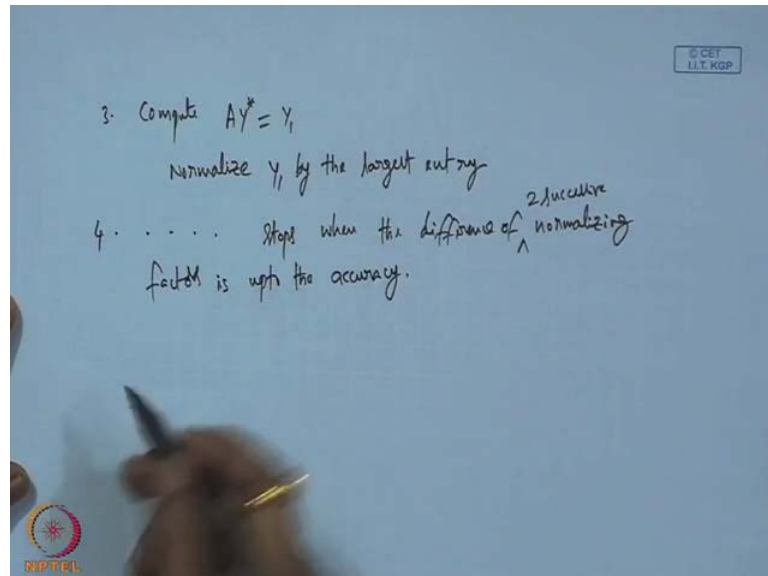 © CET
I.I.T. KGP
3. Compute AY* = Y₁
Normalize Y₁ by the largest entry
4. . . . . . Stops when the difference of ^ 2 successive normalizing
factors is upto the accuracy.
NPTEL